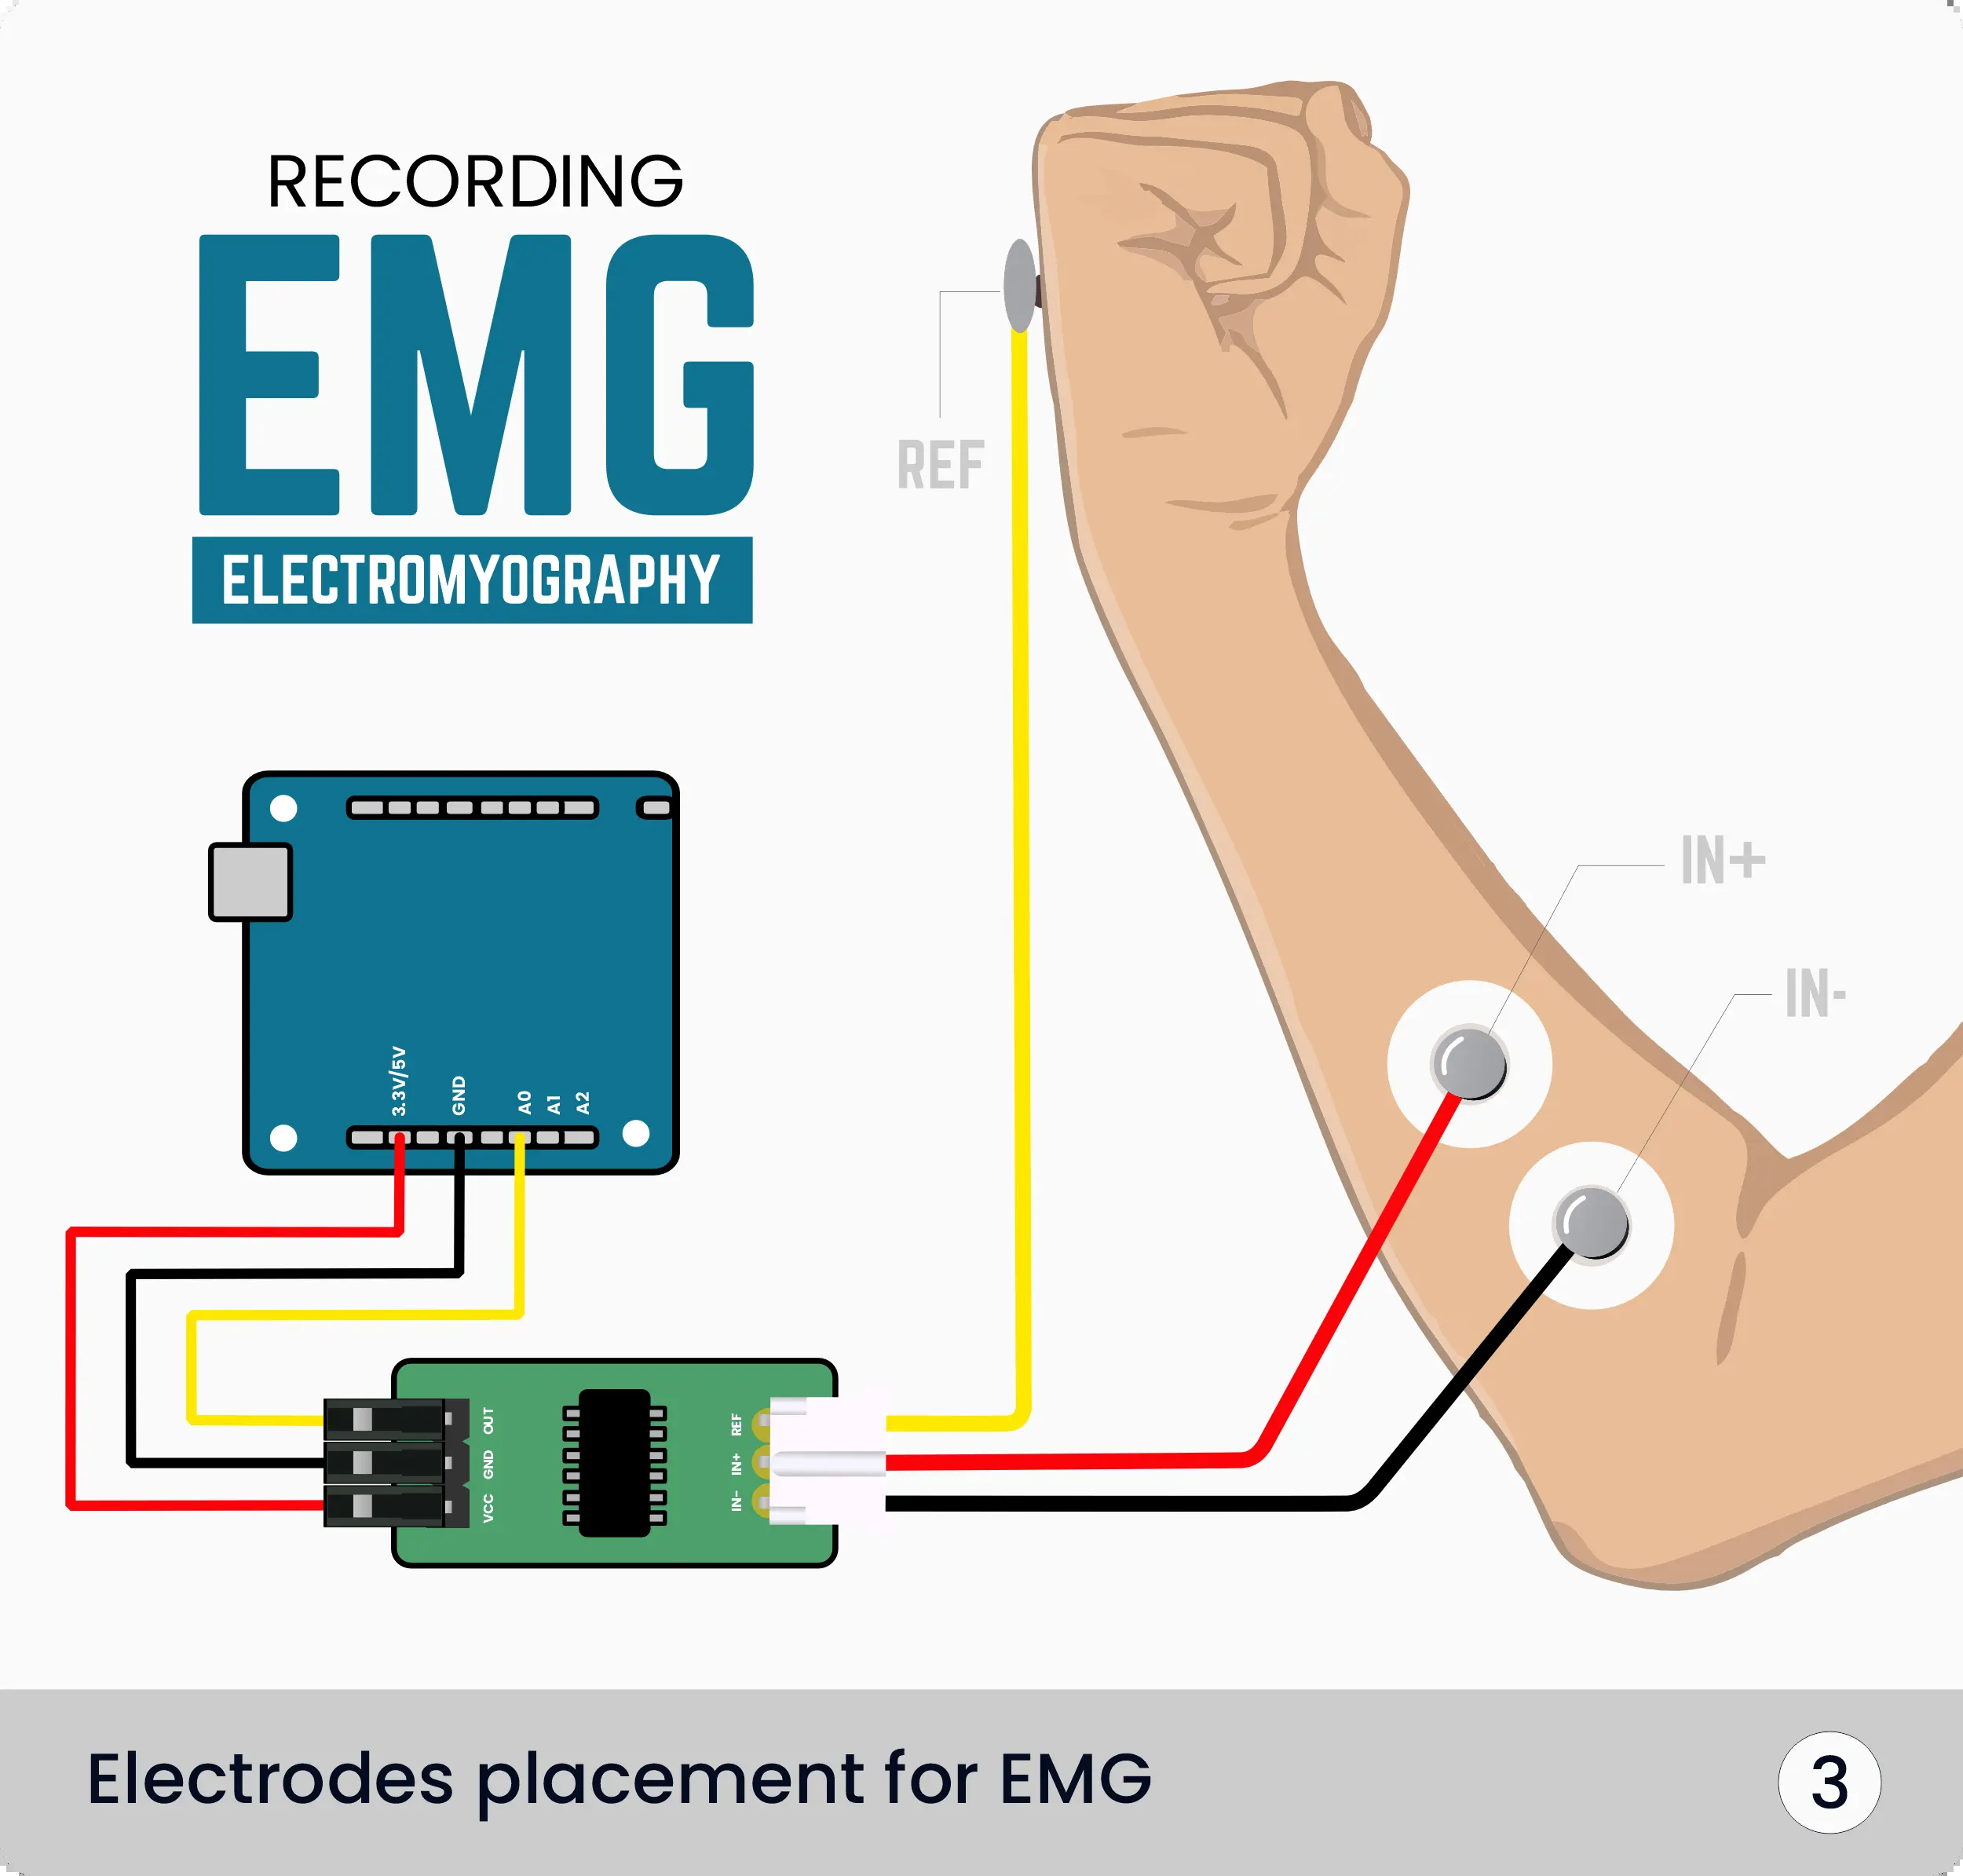 RECORDING
EMG
ELECTROMYOGRAPHY
REF
IN+
IN-
3.3V/5V
GND
A0
A1
A2
OUT
GND
VCC
REF
IN+
IN-
Electrodes placement for EMG
3